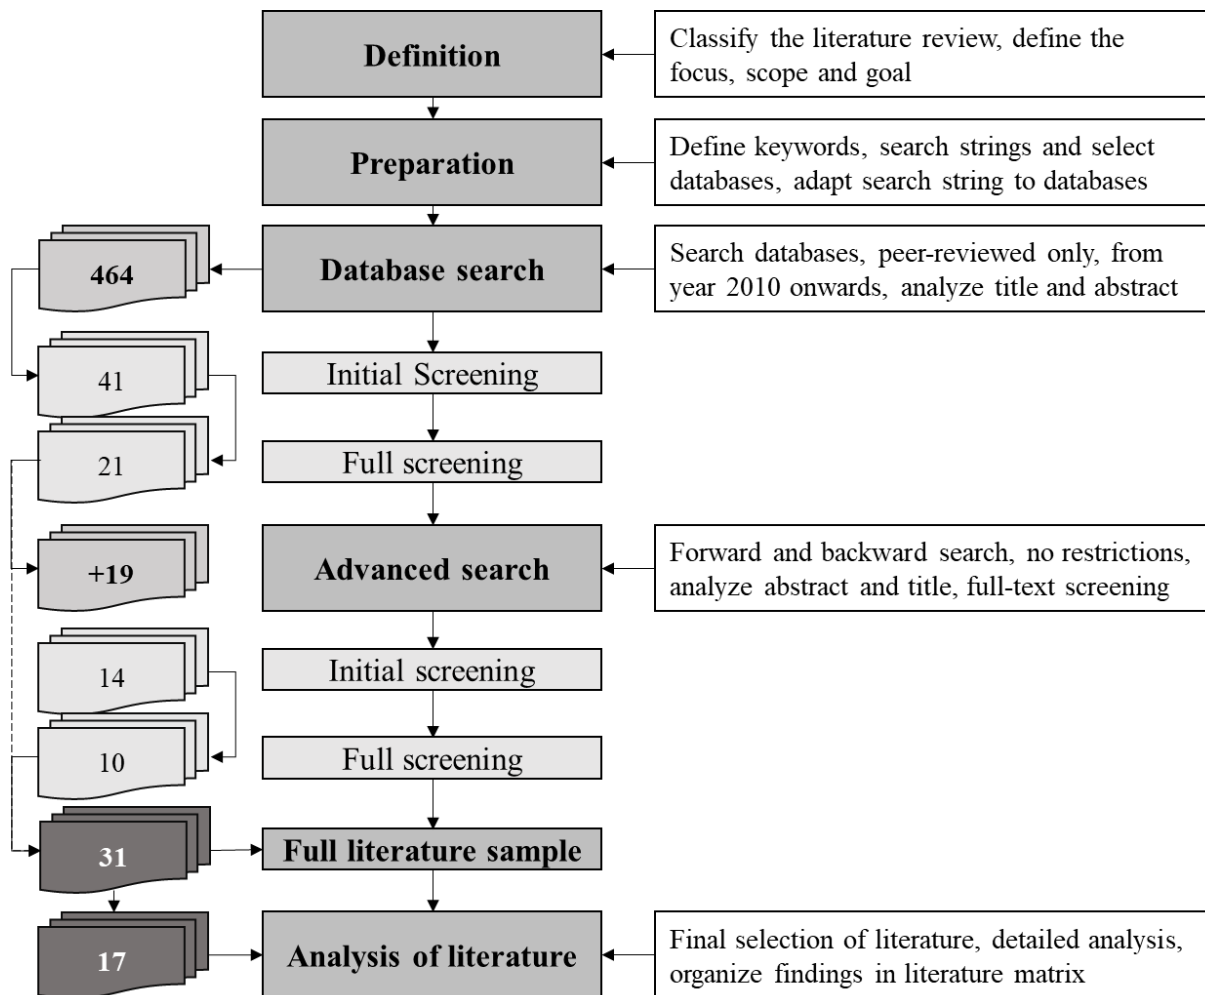 Definition
Classify the literature review, define the
focus, scope and goal
Preparation
Define keywords, search strings and select
databases, adapt search string to databases
464
Database search
Search databases, peer-reviewed only, from
year 2010 onwards, analyze title and abstract
41
Initial Screening
21
Full screening
+19
Advanced search
Forward and backward search, no restrictions,
analyze abstract and title, full-text screening
14
Initial screening
10
Full screening
31
Full literature sample
17
Analysis of literature
Final selection of literature, detailed analysis,
organize findings in literature matrix